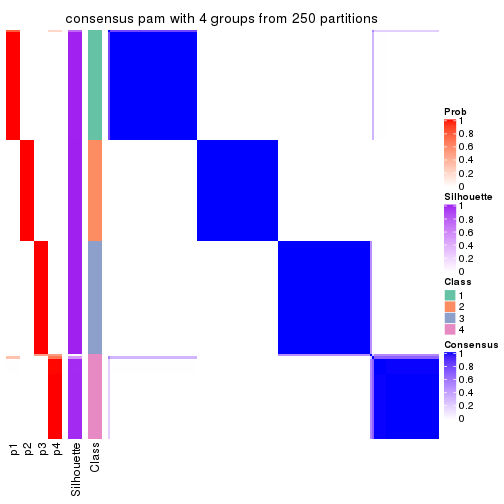 consensus pam with 4 groups from 250 partitions
Prob
1
0.8
0.6
0.4
0.2
0
Silhouette
1
0.8
0.6
0.4
0.2
0
Class
1
2
3
4
Consensus
1
0.8
0.6
0.4
0.2
0
p1
p2
p3
p4
Silhouette
Class